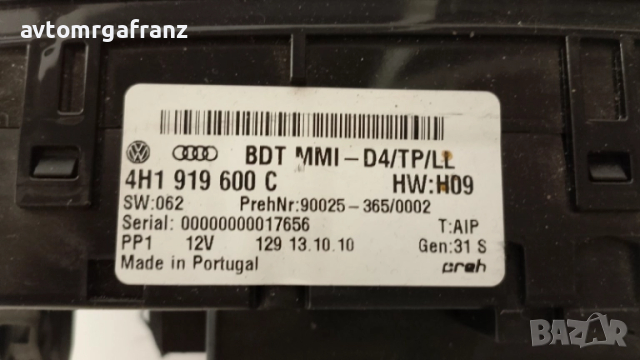 avtomrgafranz
BDT MMI-D4/TP/LL
4H1 919 600 C HW:H09
SW:062 PrehNr:90025-365/0002
Serial: 00000000017656 T:AIP
PP1 12V 129 13.10.10 Gen:31 S
Made in Portugal preh
BAZAR